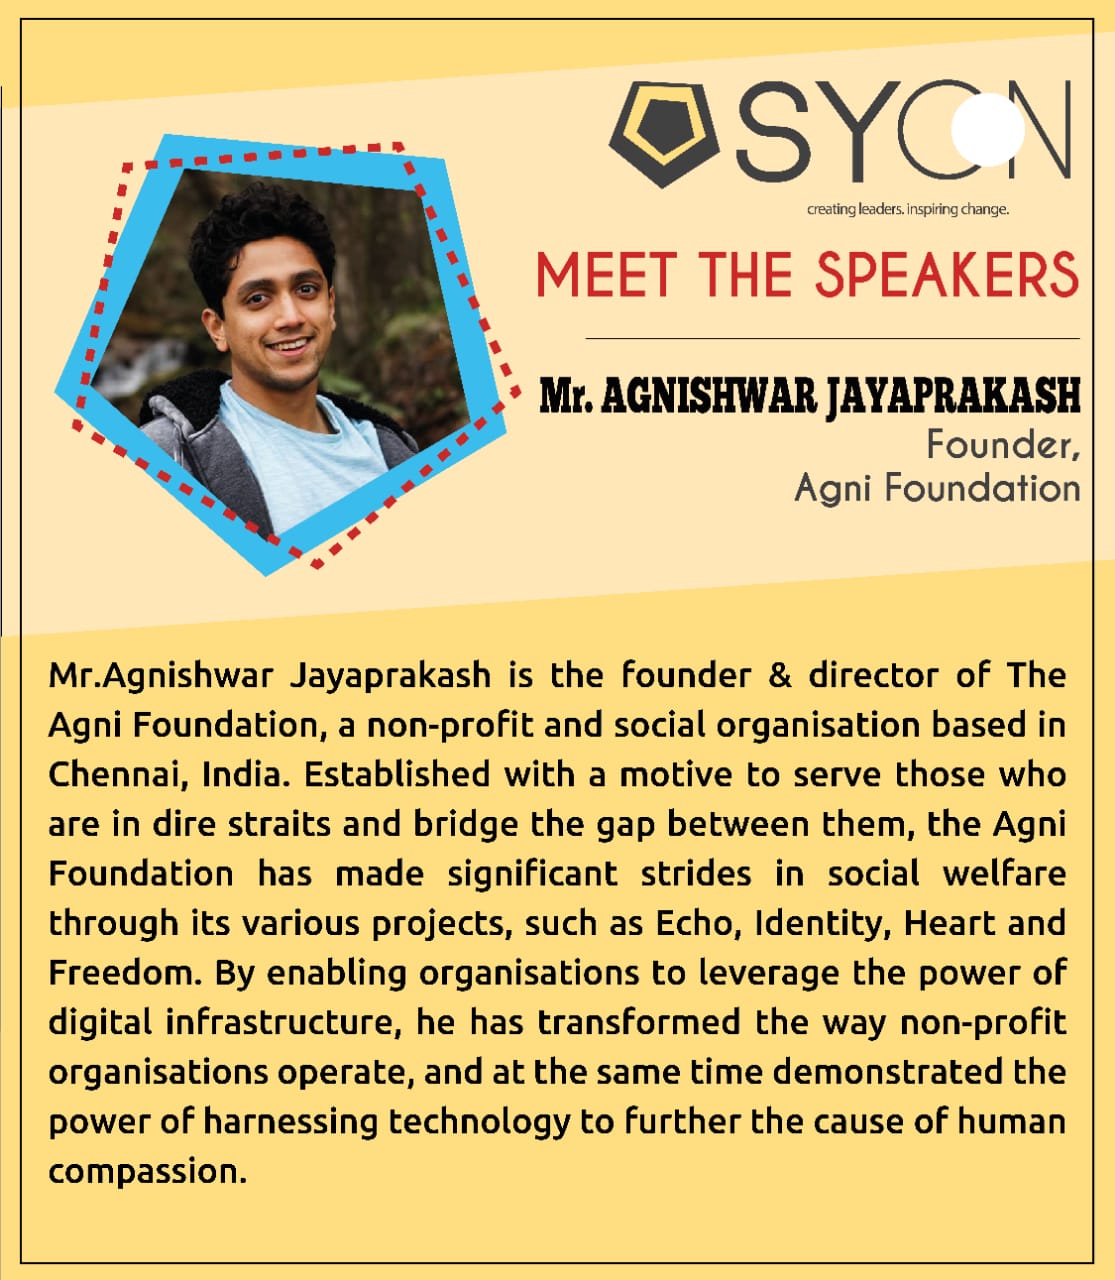 SYON
creating leaders. inspiring change.
MEET THE SPEAKERS
Mr. AGNISHWAR JAYAPRAKASH
Founder,
Agni Foundation
Mr.Agnishwar Jayaprakash is the founder & director of The
Agni Foundation, a non-profit and social organisation based in
Chennai, India. Established with a motive to serve those who
are in dire straits and bridge the gap between them, the Agni
Foundation has made significant strides in social welfare
through its various projects, such as Echo, Identity, Heart and
Freedom. By enabling organisations to leverage the power of
digital infrastructure, he has transformed the way non-profit
organisations operate, and at the same time demonstrated the
power of harnessing technology to further the cause of human
compassion.